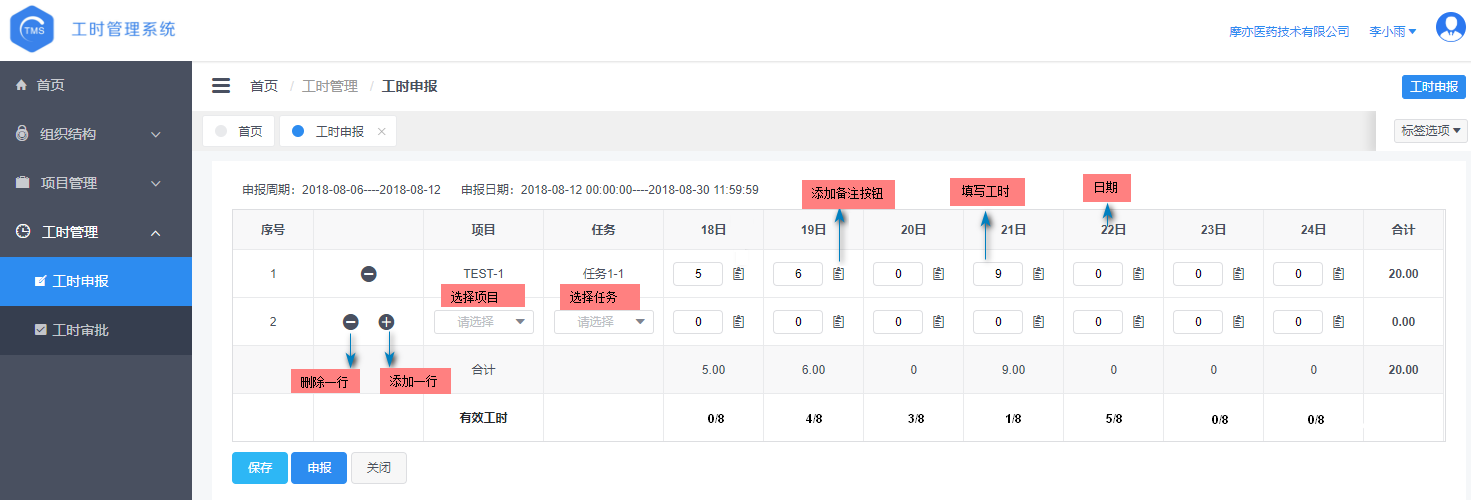 TMS 工时管理系统
摩亦医药技术有限公司 李小雨
首页
组织结构
项目管理
工时管理
工时申报
工时审批
首页 / 工时管理 / 工时申报
工时申报
首页 工时申报 ×
标签选项
申报周期：2018-08-06----2018-08-12 申报日期：2018-08-12 00:00:00----2018-08-30 11:59:59
添加备注按钮 填写工时 日期
序号 项目 任务 18日 19日 20日 21日 22日 23日 24日 合计
1 TEST-1 任务1-1 5 6 0 9 0 0 0 20.00
选择项目 选择任务
2 请选择 请选择 0 0 0 0 0 0 0 0.00
合计 5.00 6.00 0 9.00 0 0 0 20.00
删除一行 添加一行
有效工时 0/8 4/8 3/8 1/8 5/8 0/8 0/8
保存 申报 关闭